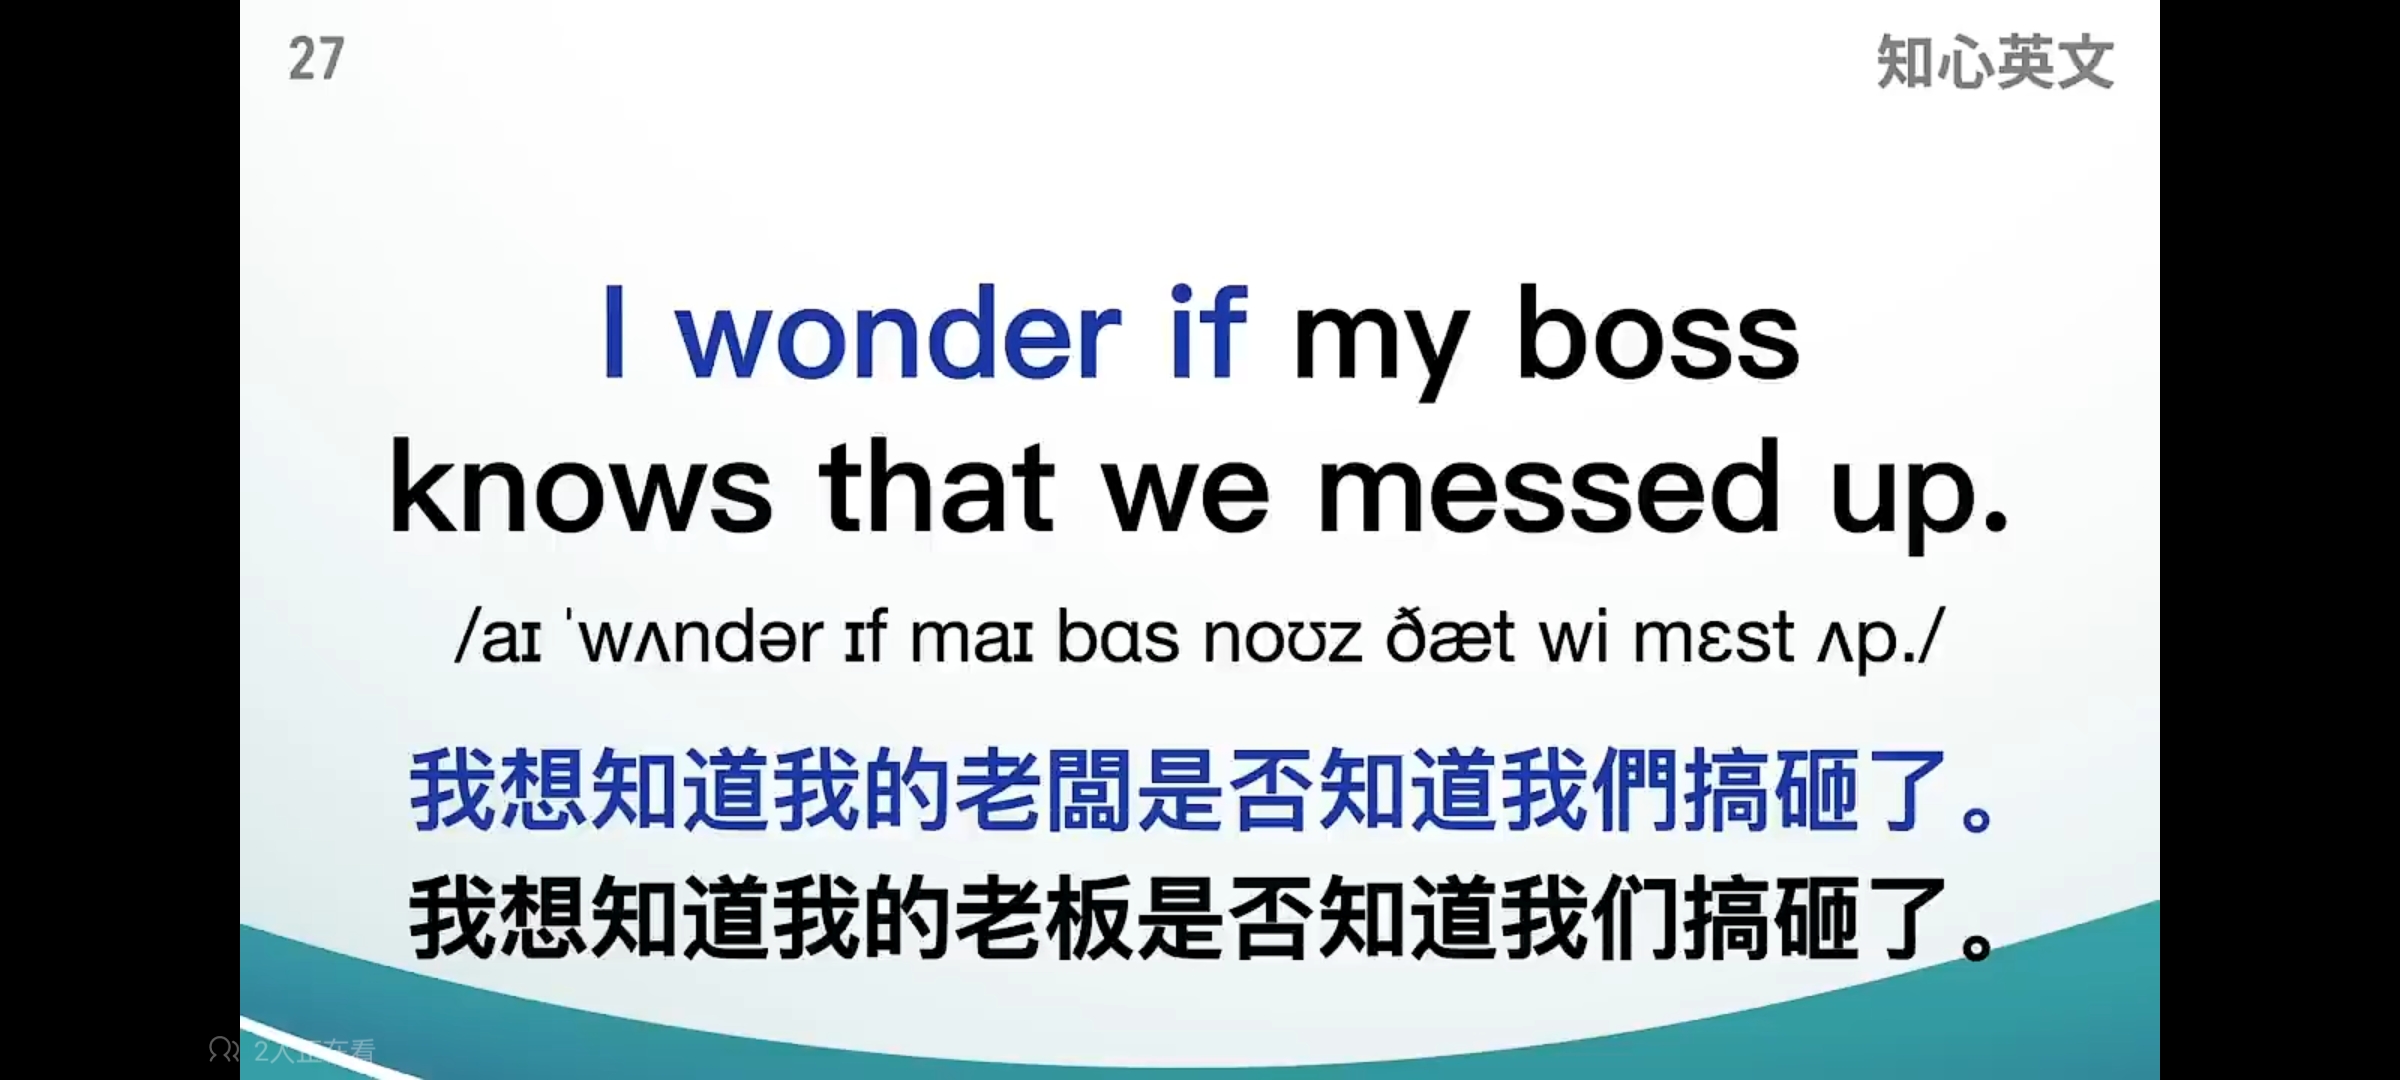 27
知心英文
I wonder if my boss
knows that we messed up.
/aɪ ˈwʌndər ɪf maɪ bɑs noʊz ðæt wi mɛst ʌp./
我想知道我的老闆是否知道我們搞砸了。
我想知道我的老板是否知道我们搞砸了。
2人正在看